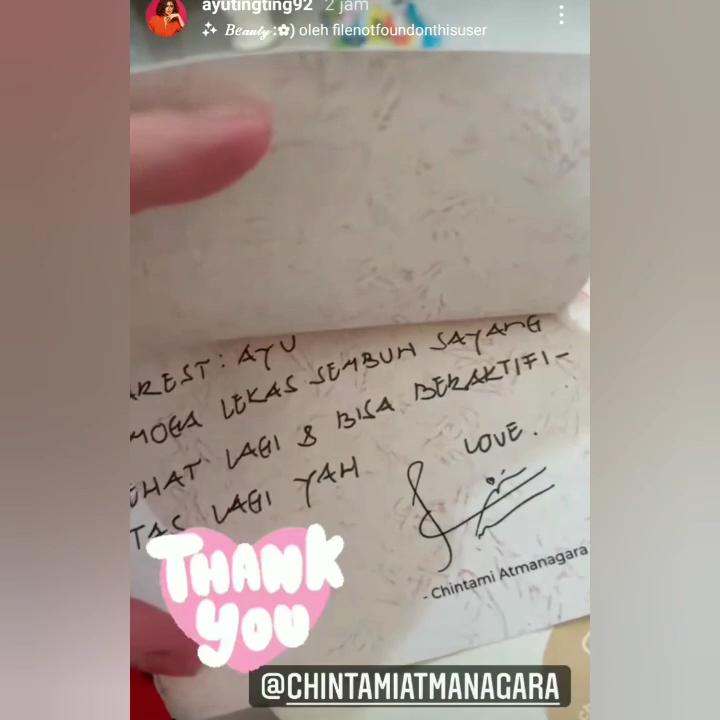 ayutingting92 2 jam
✨ Beauty :✿) oleh filenotfoundonthisuser
AREST : AYU
MOGA LEKAS SEMBUH SAYANG
EHAT LAGI & BISA BERAKTIFI-
TAS LAGI YAH
LOVE.
- Chintami Atmanagara
THANK
YOU
@CHINTAMIATMANAGARA